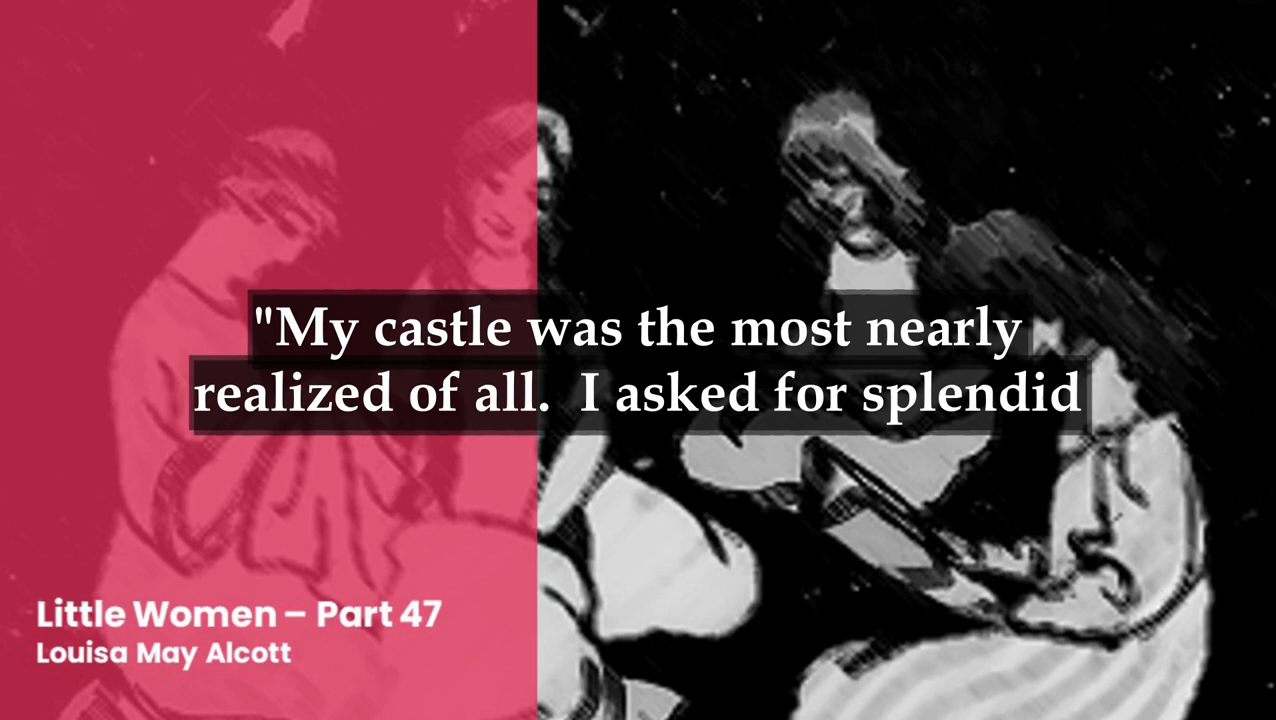 "My castle was the most nearly
realized of all.  I asked for splendid
Little Women – Part 47
Louisa May Alcott